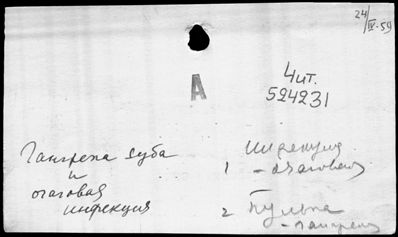 24/IV-59
A
Чит.
524231
Гангрена зуба
и
очаговая
инфекция
Инфекция
1 - очаговая
2 Пульпа
- гангрена